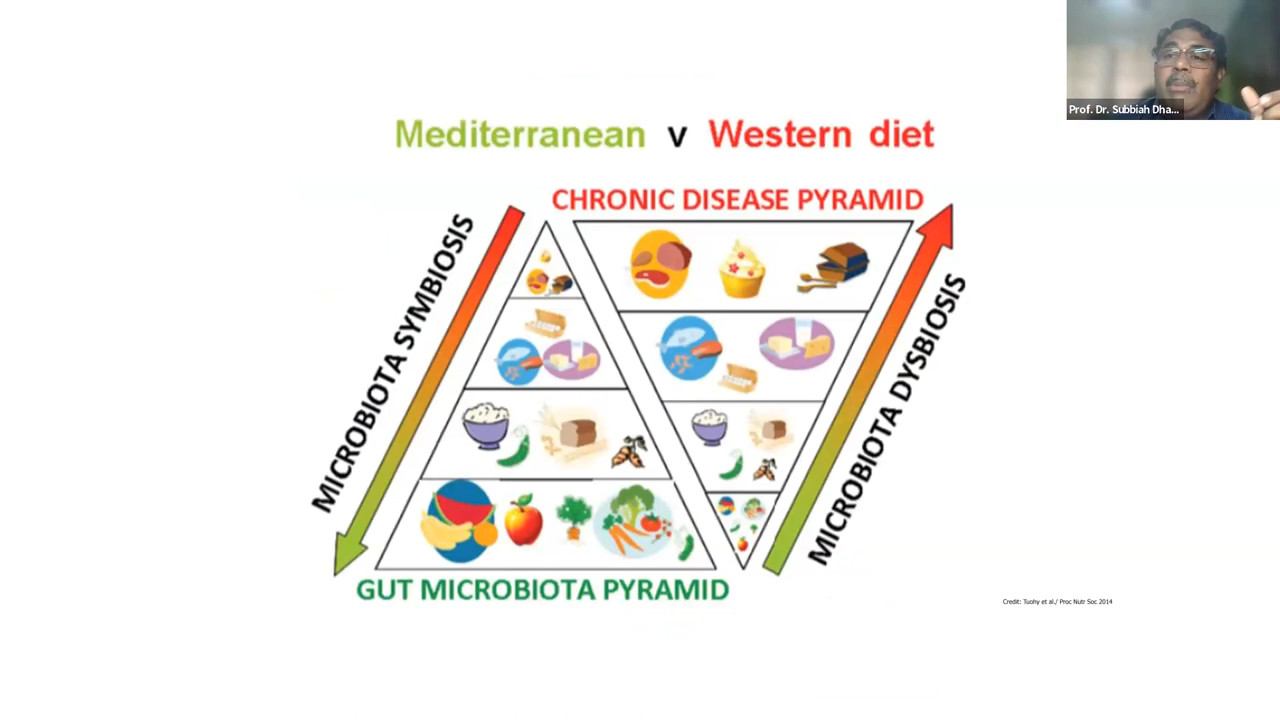 Prof. Dr. Subbiah Dha...
Mediterranean v Western diet
CHRONIC DISEASE PYRAMID
MICROBIOTA SYMBIOSIS
MICROBIOTA DYSBIOSIS
GUT MICROBIOTA PYRAMID
Credit: Tuohy et al./ Proc Nutr Soc 2014